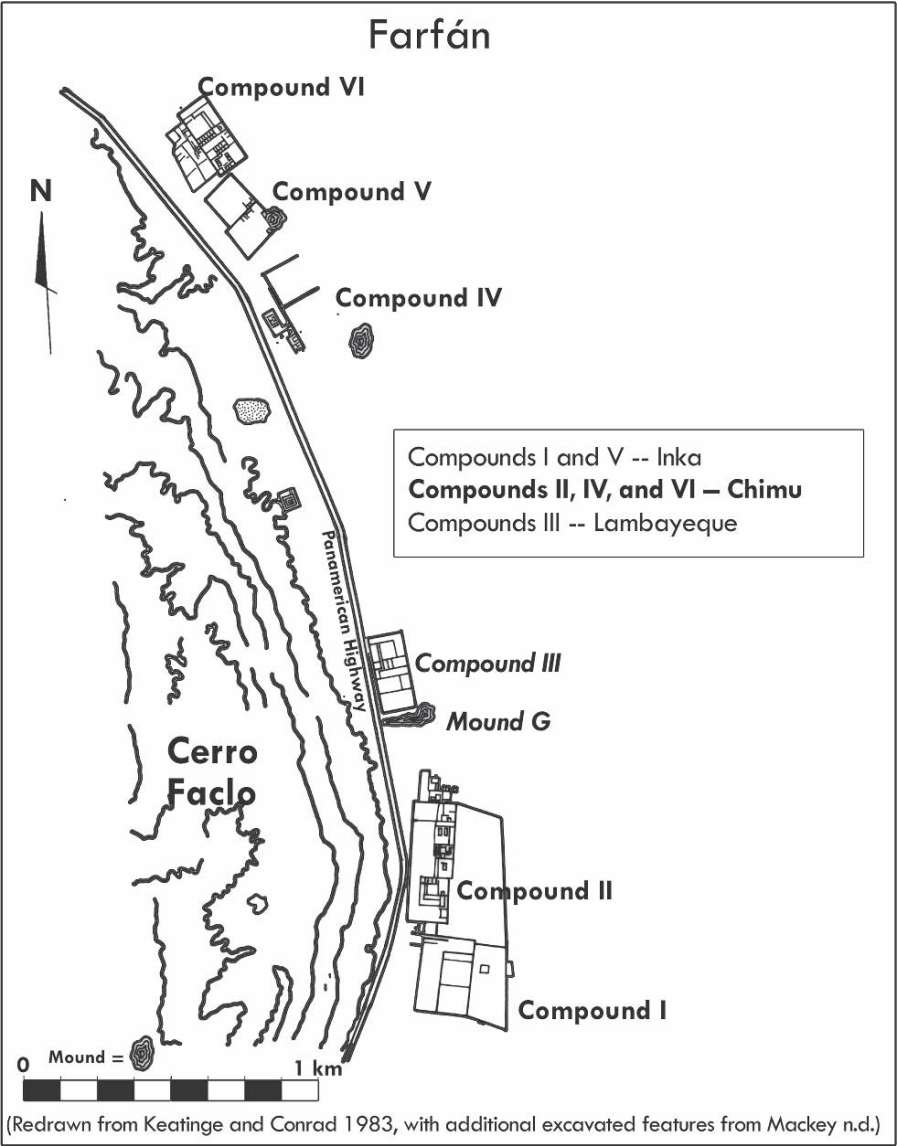 Farfán
Compound VI
N
Compound V
Compound IV
Compounds I and V -- Inka
Compounds II, IV, and VI – Chimu
Compounds III -- Lambayeque
Panamerican Highway
Compound III
Mound G
Cerro
Faclo
Compound II
Compound I
Mound =
0
1 km
(Redrawn from Keatinge and Conrad 1983, with additional excavated features from Mackey n.d.)